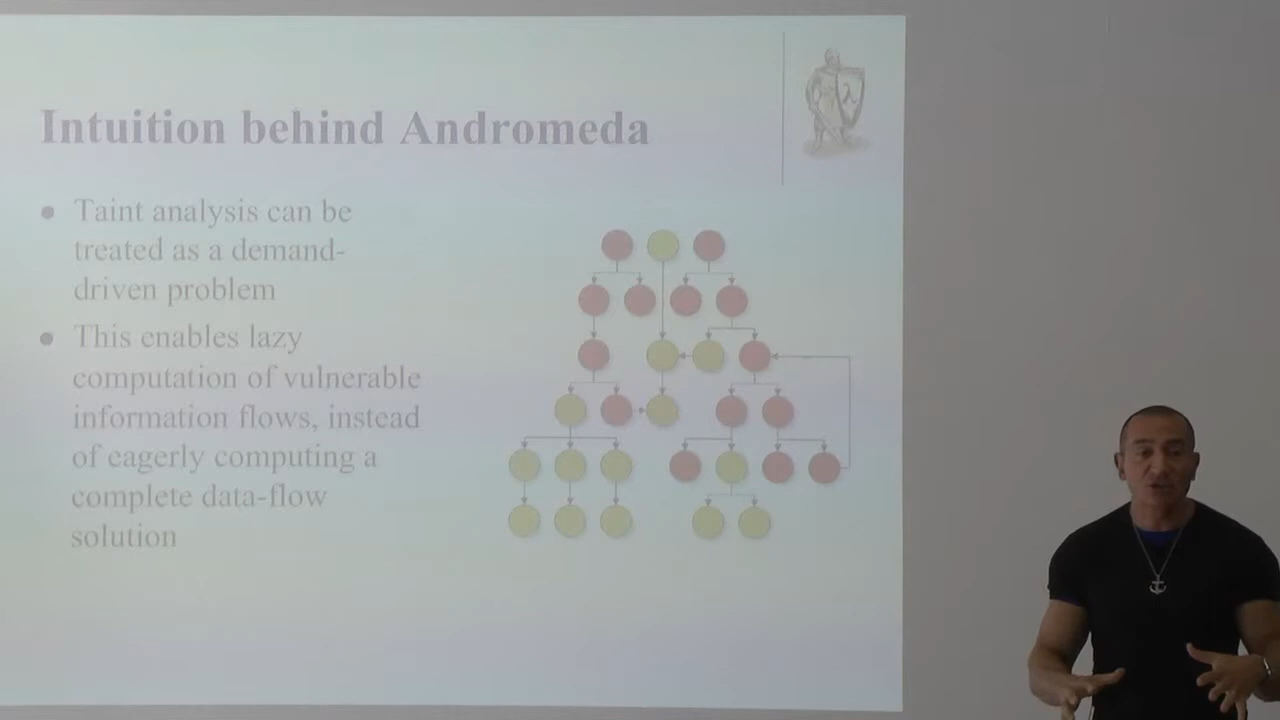 Intuition behind Andromeda
Taint analysis can be
treated as a demand-
driven problem
This enables lazy
computation of vulnerable
information flows, instead
of eagerly computing a
complete data-flow
solution
λ